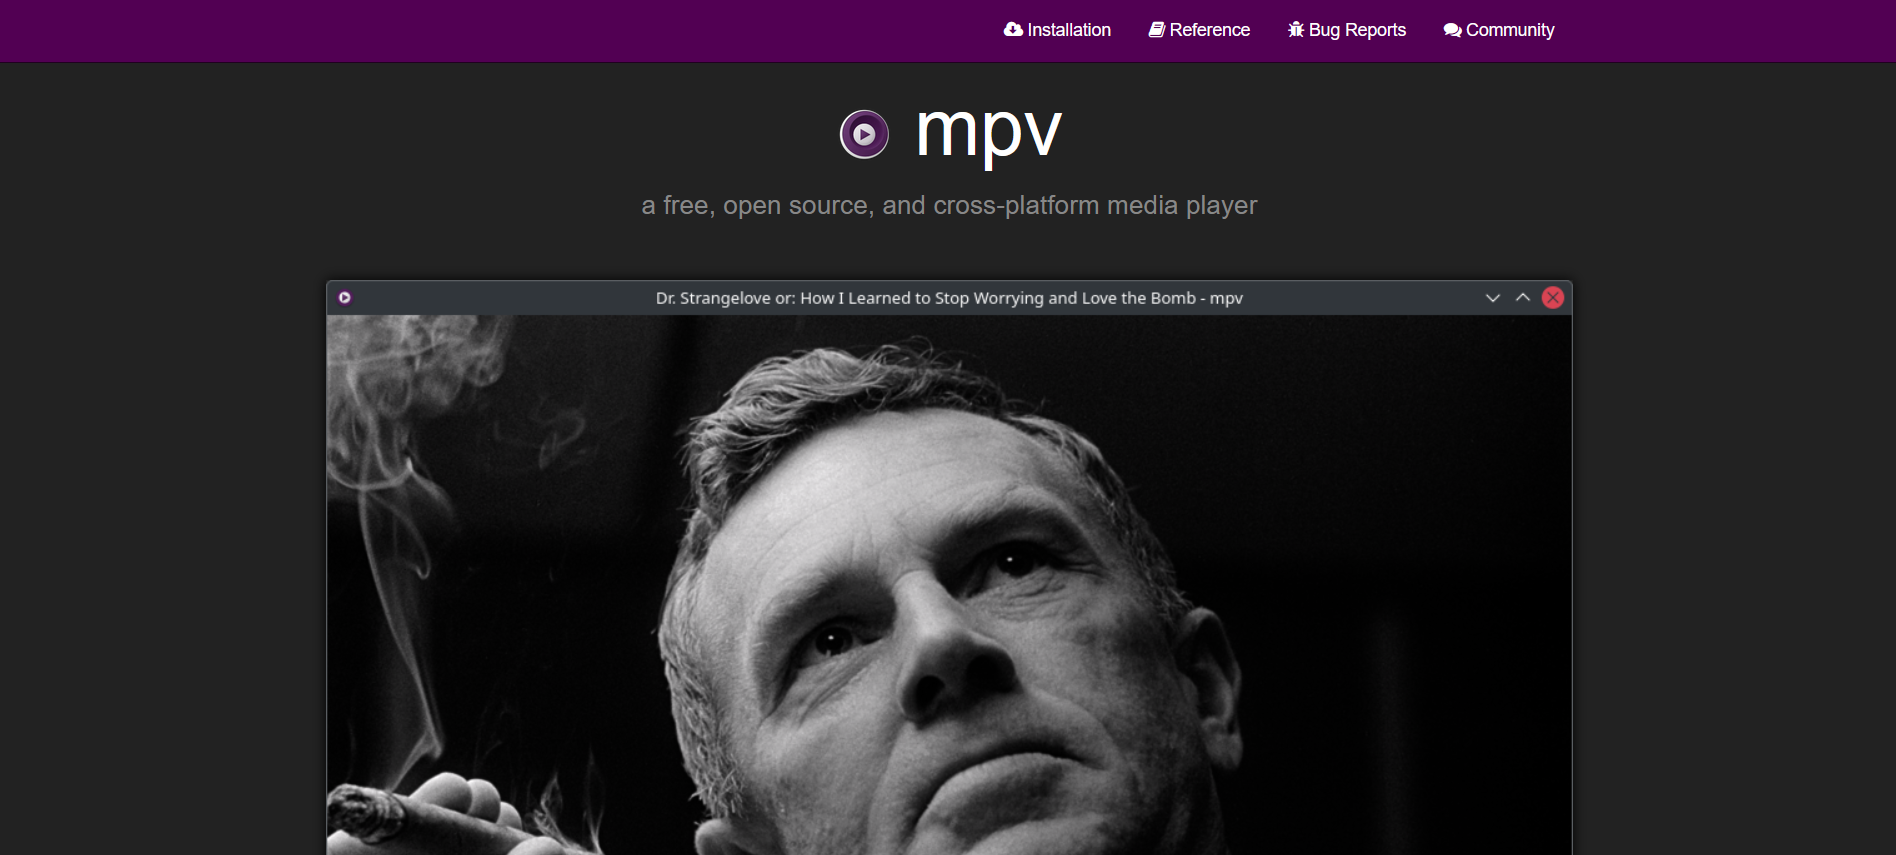 Installation Reference Bug Reports Community
mpv
a free, open source, and cross-platform media player
Dr. Strangelove or: How I Learned to Stop Worrying and Love the Bomb - mpv